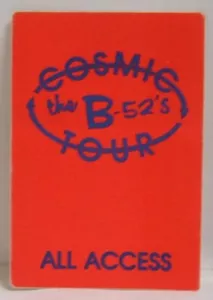 COSMIC
the B-52's
TOUR
ALL ACCESS